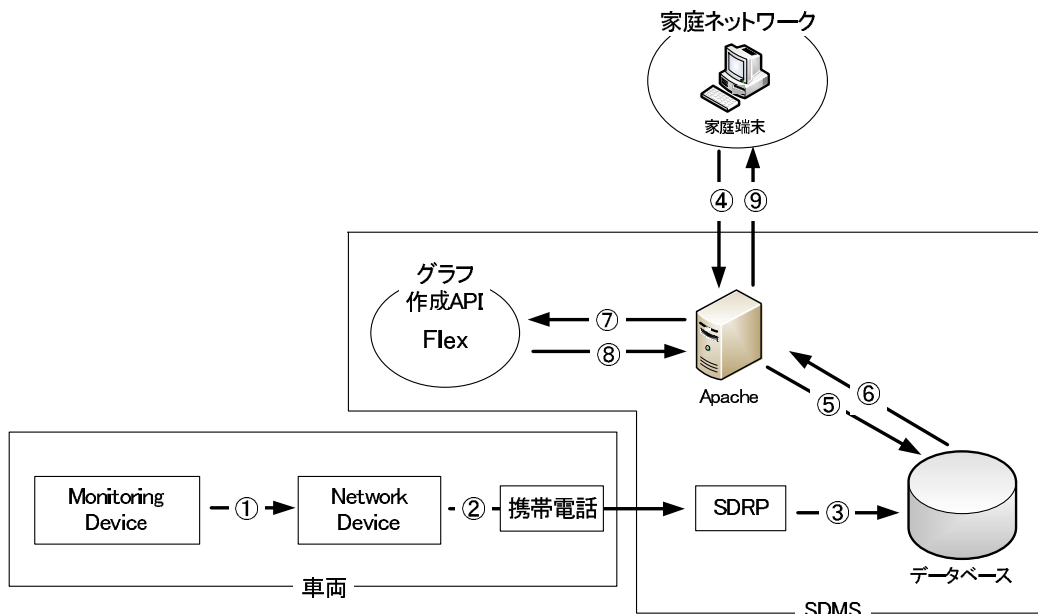 家庭ネットワーク
家庭端末
④
⑨
グラフ
作成API
Flex
⑦
⑧
Apache
⑥
⑤
Monitoring
Device
①
Network
Device
②
携帯電話
SDRP
③
データベース
車両
SDMS